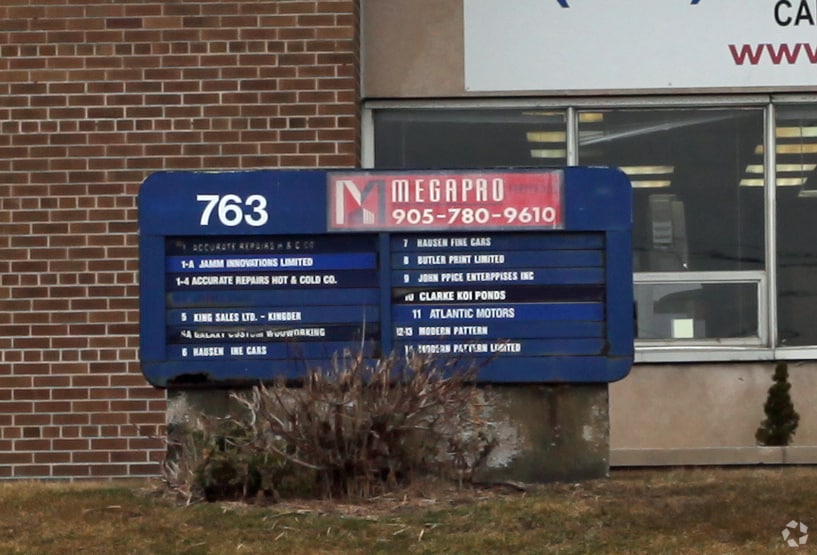 CA
www
763
MEGAPRO
905-780-9610
ACCURATE REPAIRS H & C CO
1-A JAMM INNOVATIONS LIMITED
1-4 ACCURATE REPAIRS HOT & COLD CO.
5 KING SALES LTD. - KINGDER
GALAXY CUSTOM WOODWORKING
6 HAUSEN INE CARS
7 HAUSEN FINE CARS
8 BUTLER PRINT LIMITED
9 JOHN PPICE ENTERPPISES INC
10 CLARKE KOI PONDS
11 ATLANTIC MOTORS
12-13 MODERN PATTERN
14 MODERN PATTERN LIMITED